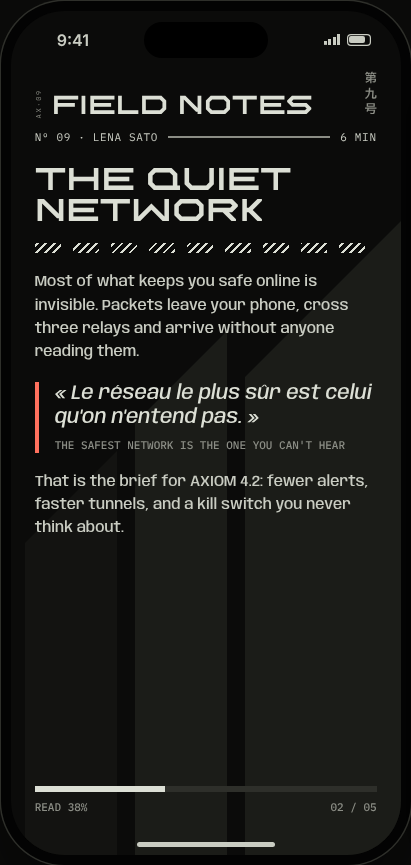 9:41
AX-09
FIELD NOTES
第九号
Nº 09 · LENA SATO
6 MIN
THE QUIET
NETWORK
Most of what keeps you safe online is
invisible. Packets leave your phone, cross
three relays and arrive without anyone
reading them.
« Le réseau le plus sûr est celui
qu'on n'entend pas. »
THE SAFEST NETWORK IS THE ONE YOU CAN'T HEAR
That is the brief for AXIOM 4.2: fewer alerts,
faster tunnels, and a kill switch you never
think about.
READ 38%
02 / 05